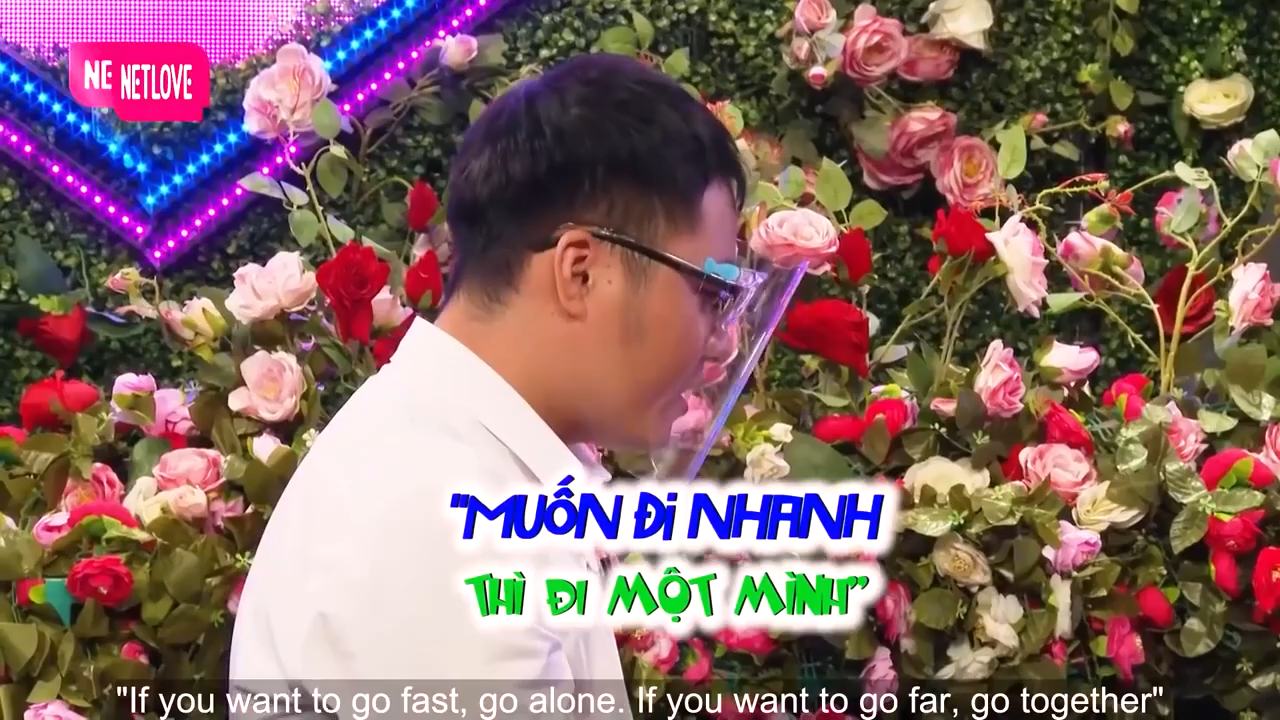 NE NETLOVE
"MUỐN Đi NHANH
THÌ ĐI MỘT MÌNH"
"If you want to go fast, go alone. If you want to go far, go together"